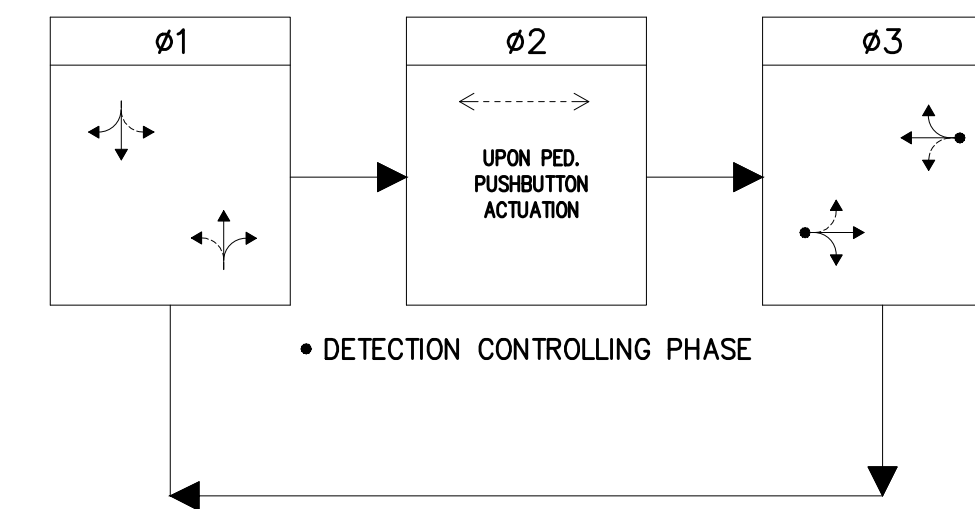 ø1
ø2
ø3
UPON PED.
PUSHBUTTON
ACTUATION
• DETECTION CONTROLLING PHASE